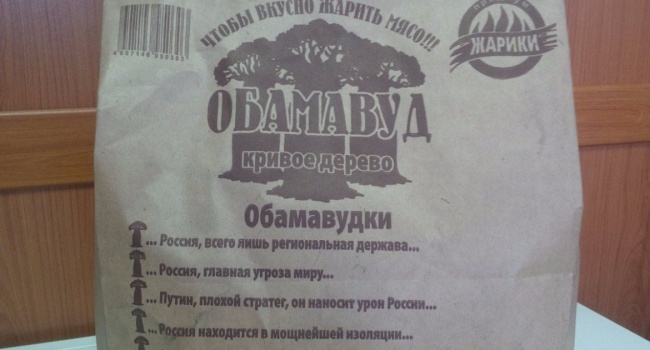 ЧТОБЫ ВКУСНО ЖАРИТЬ МЯСО!!!
ЖАРИКИ
ОБАМАВУД
кривое дерево
Обамавудки
... Россия, всего лишь региональная держава...
... Россия, главная угроза миру...
... Путин, плохой стратег, он наносит урон России...
...Россия находится в мощнейшей изоляции...